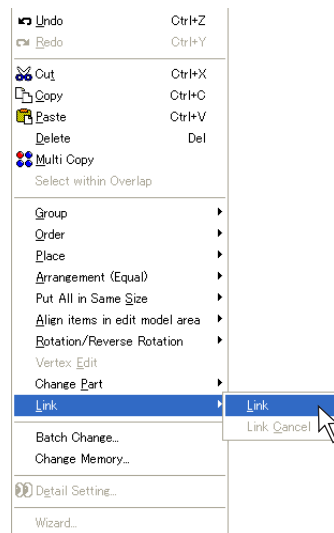 Undo Ctrl+Z
Redo Ctrl+Y
Cut Ctrl+X
Copy Ctrl+C
Paste Ctrl+V
Delete Del
Multi Copy
Select within Overlap
Group
Order
Place
Arrangement (Equal)
Put All in Same Size
Align items in edit model area
Rotation/Reverse Rotation
Vertex Edit
Change Part
Link
Link
Link Cancel
Batch Change...
Change Memory...
Detail Setting...
Wizard...